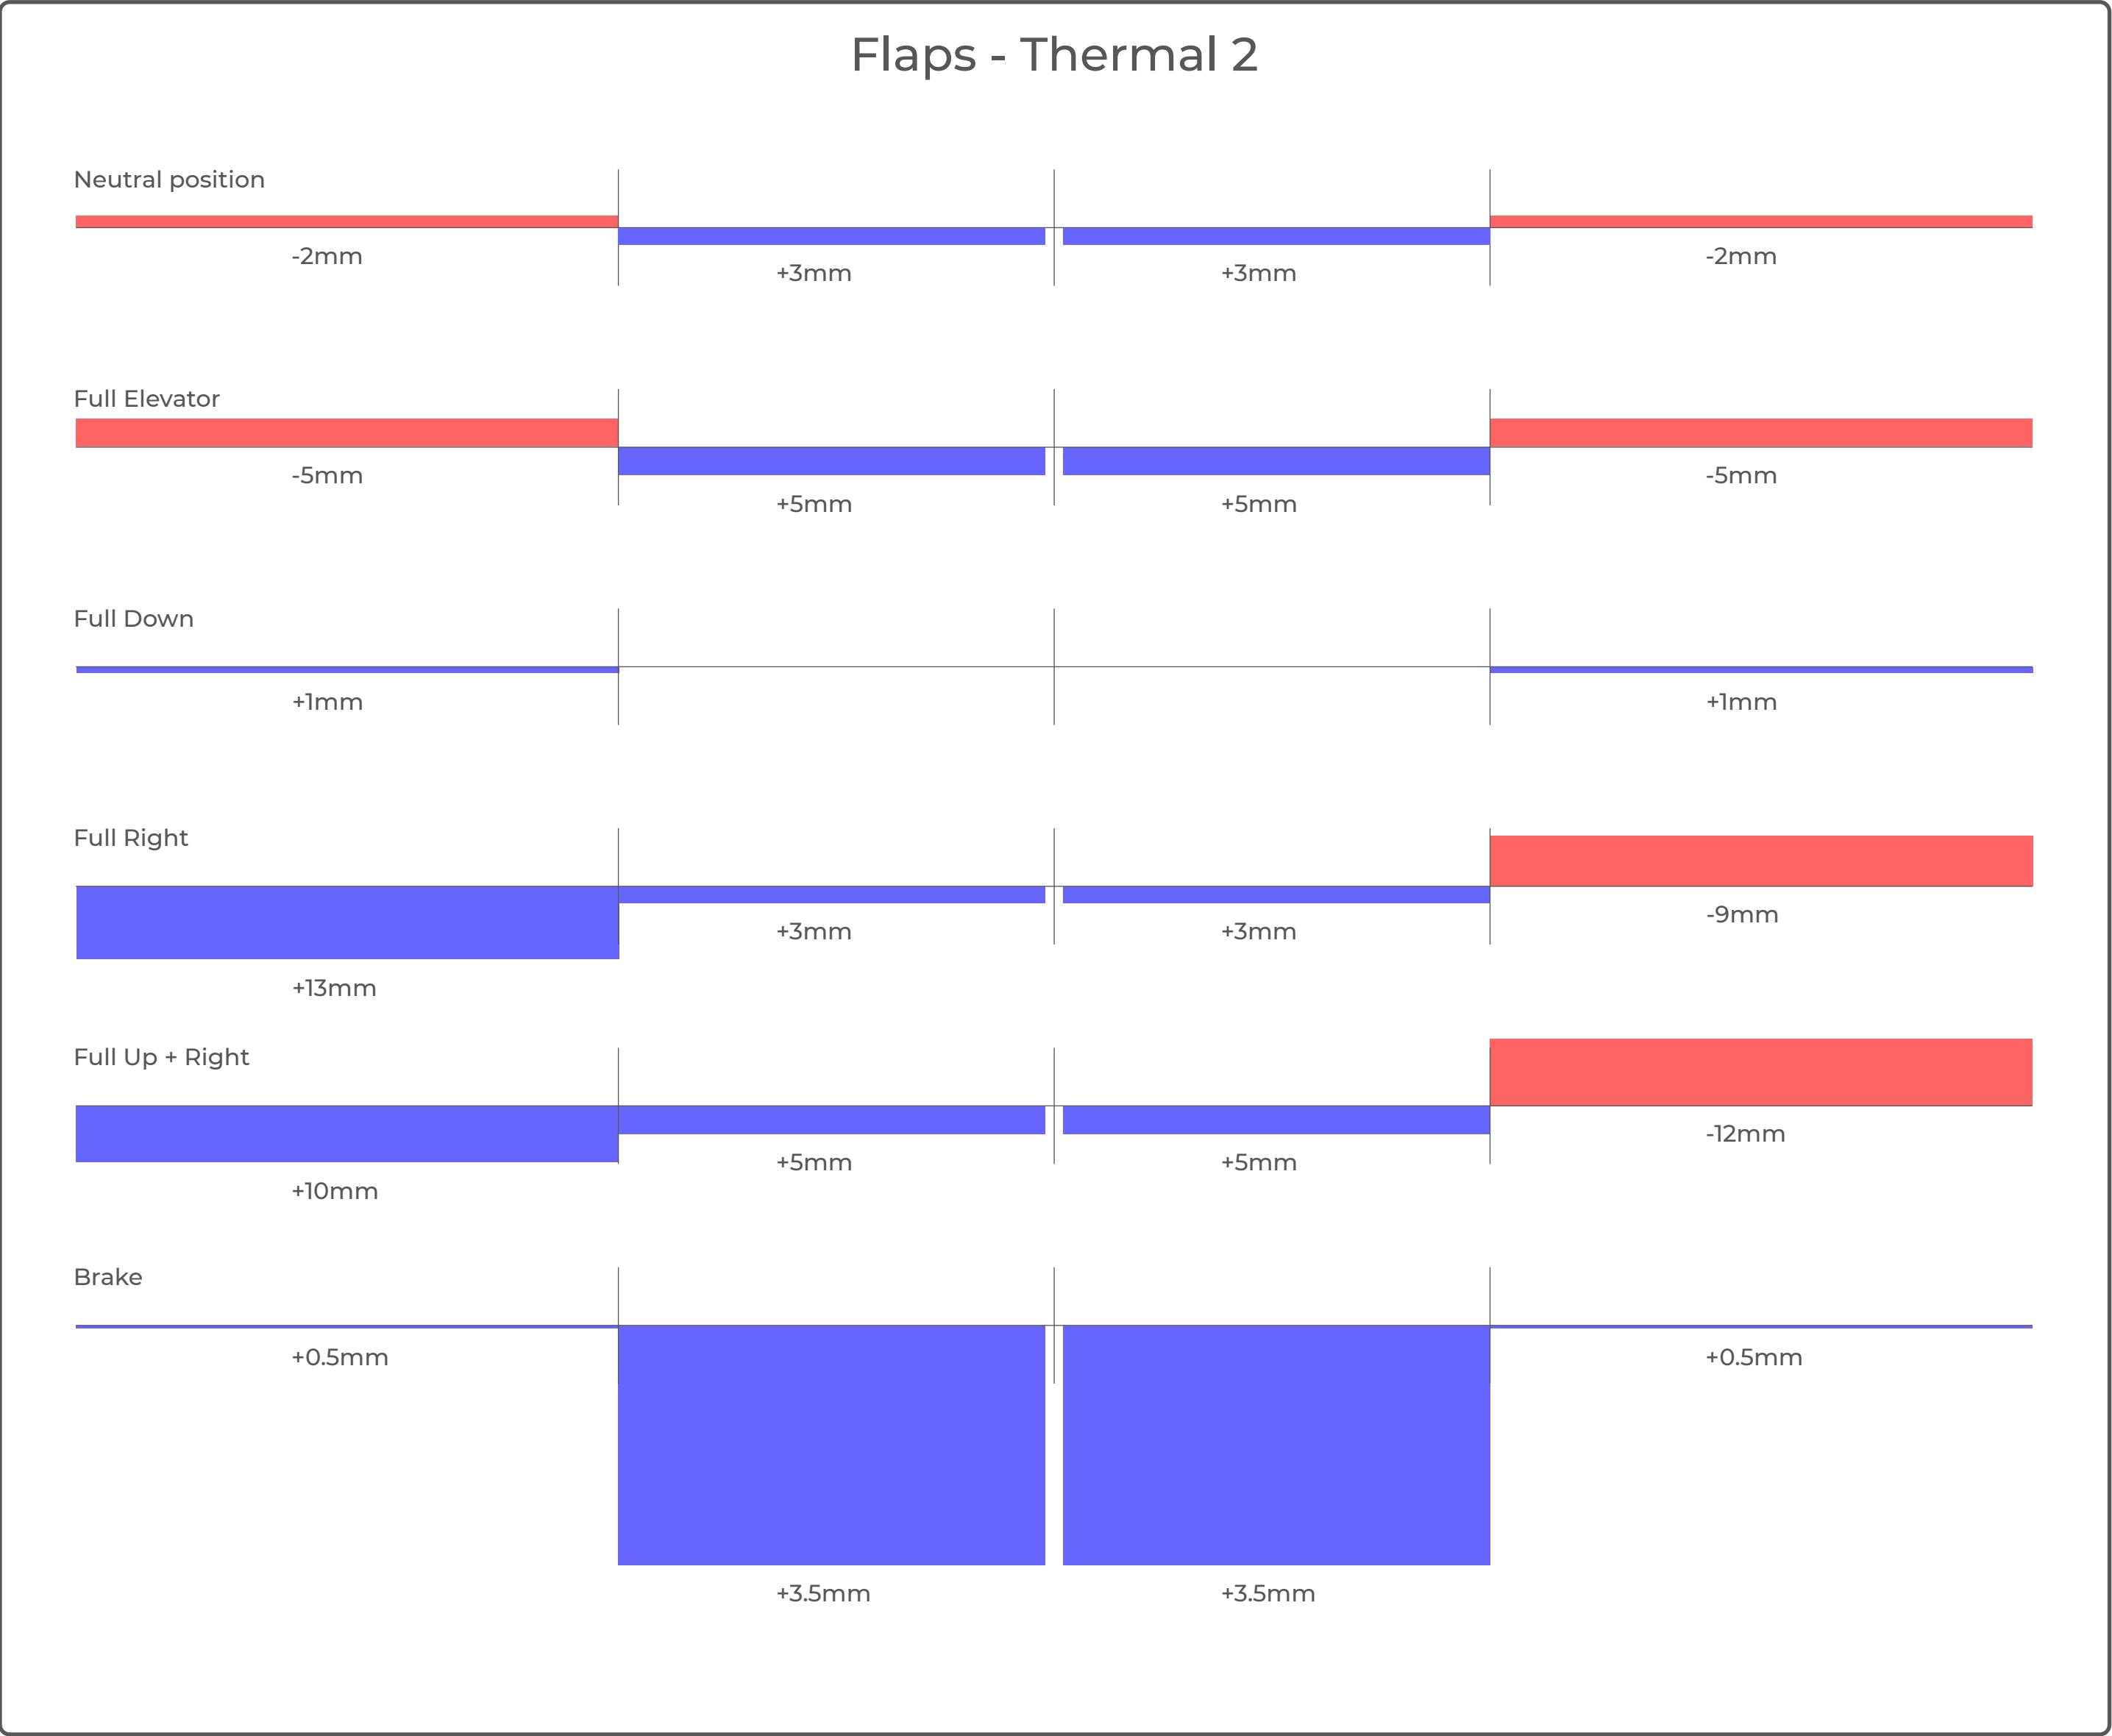 Flaps - Thermal 2
Neutral position
-2mm
+3mm
+3mm
-2mm
Full Elevator
-5mm
+5mm
+5mm
-5mm
Full Down
+1mm
+1mm
Full Right
+13mm
+3mm
+3mm
-9mm
Full Up + Right
+10mm
+5mm
+5mm
-12mm
Brake
+0.5mm
+3.5mm
+3.5mm
+0.5mm